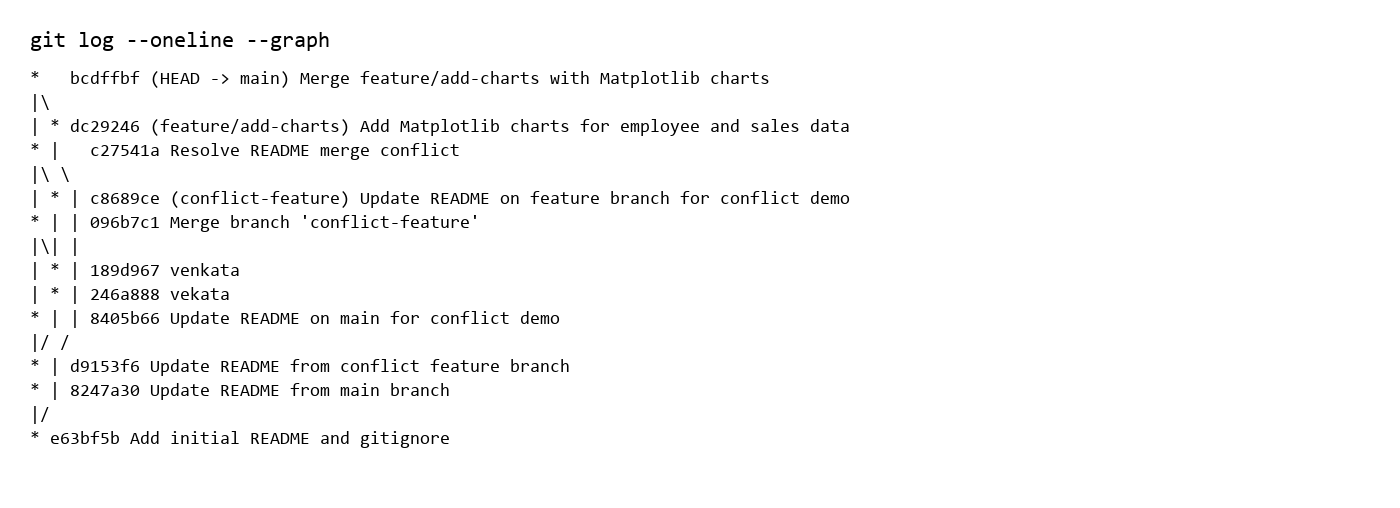 git log --oneline --graph
*   bcdffbf (HEAD -> main) Merge feature/add-charts with Matplotlib charts
|\
| * dc29246 (feature/add-charts) Add Matplotlib charts for employee and sales data
* |   c27541a Resolve README merge conflict
|\ \
| * | c8689ce (conflict-feature) Update README on feature branch for conflict demo
* | | 096b7c1 Merge branch 'conflict-feature'
|\| |
| * | 189d967 venkata
| * | 246a888 vekata
* | | 8405b66 Update README on main for conflict demo
|/ /
* | d9153f6 Update README from conflict feature branch
* | 8247a30 Update README from main branch
|/
* e63bf5b Add initial README and gitignore